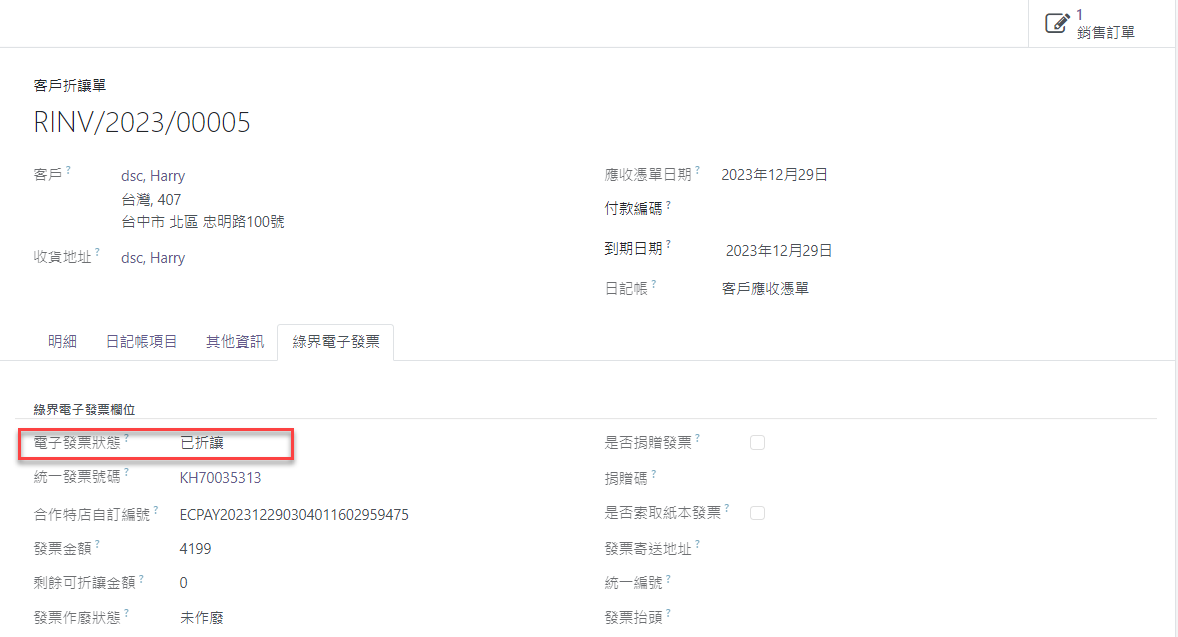 1
銷售訂單
客戶折讓單
RINV/2023/00005
客戶 ?
dsc, Harry
台灣, 407
台中市 北區 忠明路100號
收貨地址 ?
dsc, Harry
應收憑單日期 ?
2023年12月29日
付款編碼 ?
到期日期 ?
2023年12月29日
日記帳 ?
客戶應收憑單
明細 日記帳項目 其他資訊 綠界電子發票
綠界電子發票欄位
電子發票狀態 ? 已折讓
統一發票號碼 ? KH70035313
合作特店自訂編號 ? ECPAY202312290304011602959475
發票金額 ? 4199
剩餘可折讓金額 ? 0
發票作廢狀態 ? 未作廢
是否捐贈發票 ?
捐贈碼 ?
是否索取紙本發票 ?
發票寄送地址 ?
統一編號 ?
發票抬頭 ?